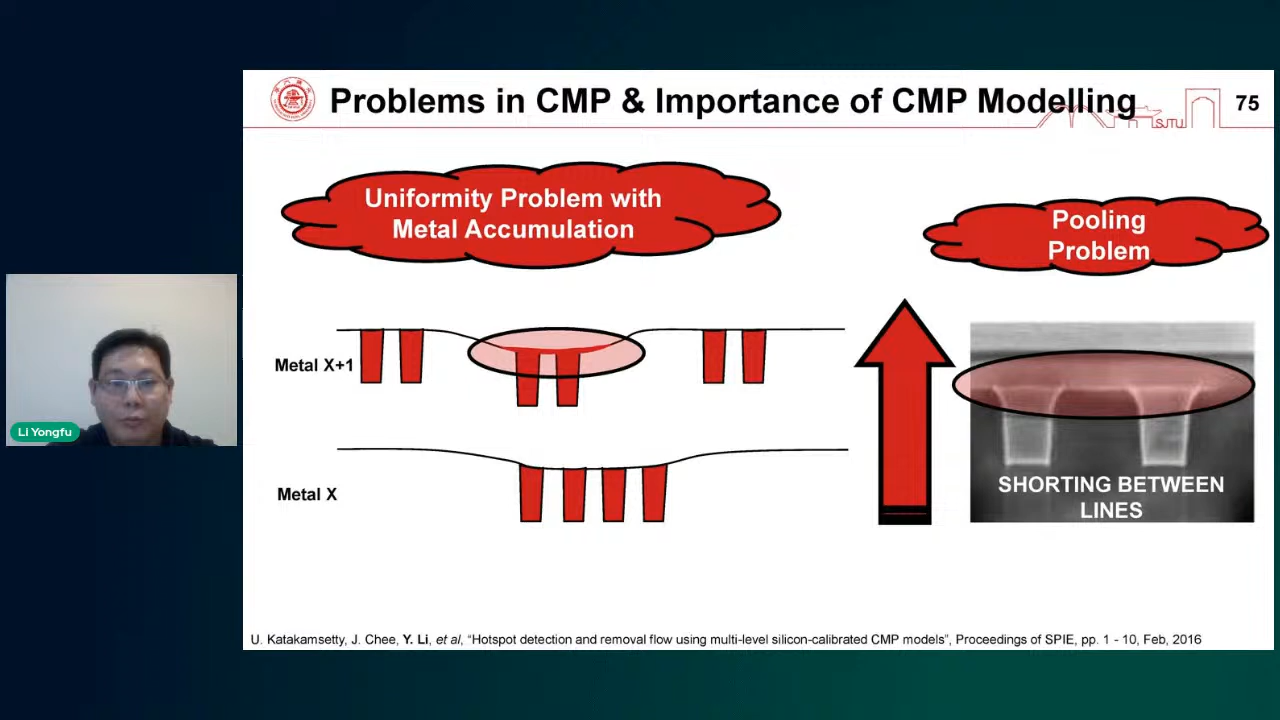 Problems in CMP & Importance of CMP Modelling
SJTU
75
Uniformity Problem with
Metal Accumulation
Pooling
Problem
Metal X+1
Metal X
SHORTING BETWEEN
LINES
Li Yongfu
U. Katakamsetty, J. Chee, Y. Li, et al, “Hotspot detection and removal flow using multi-level silicon-calibrated CMP models”, Proceedings of SPIE, pp. 1 - 10, Feb, 2016